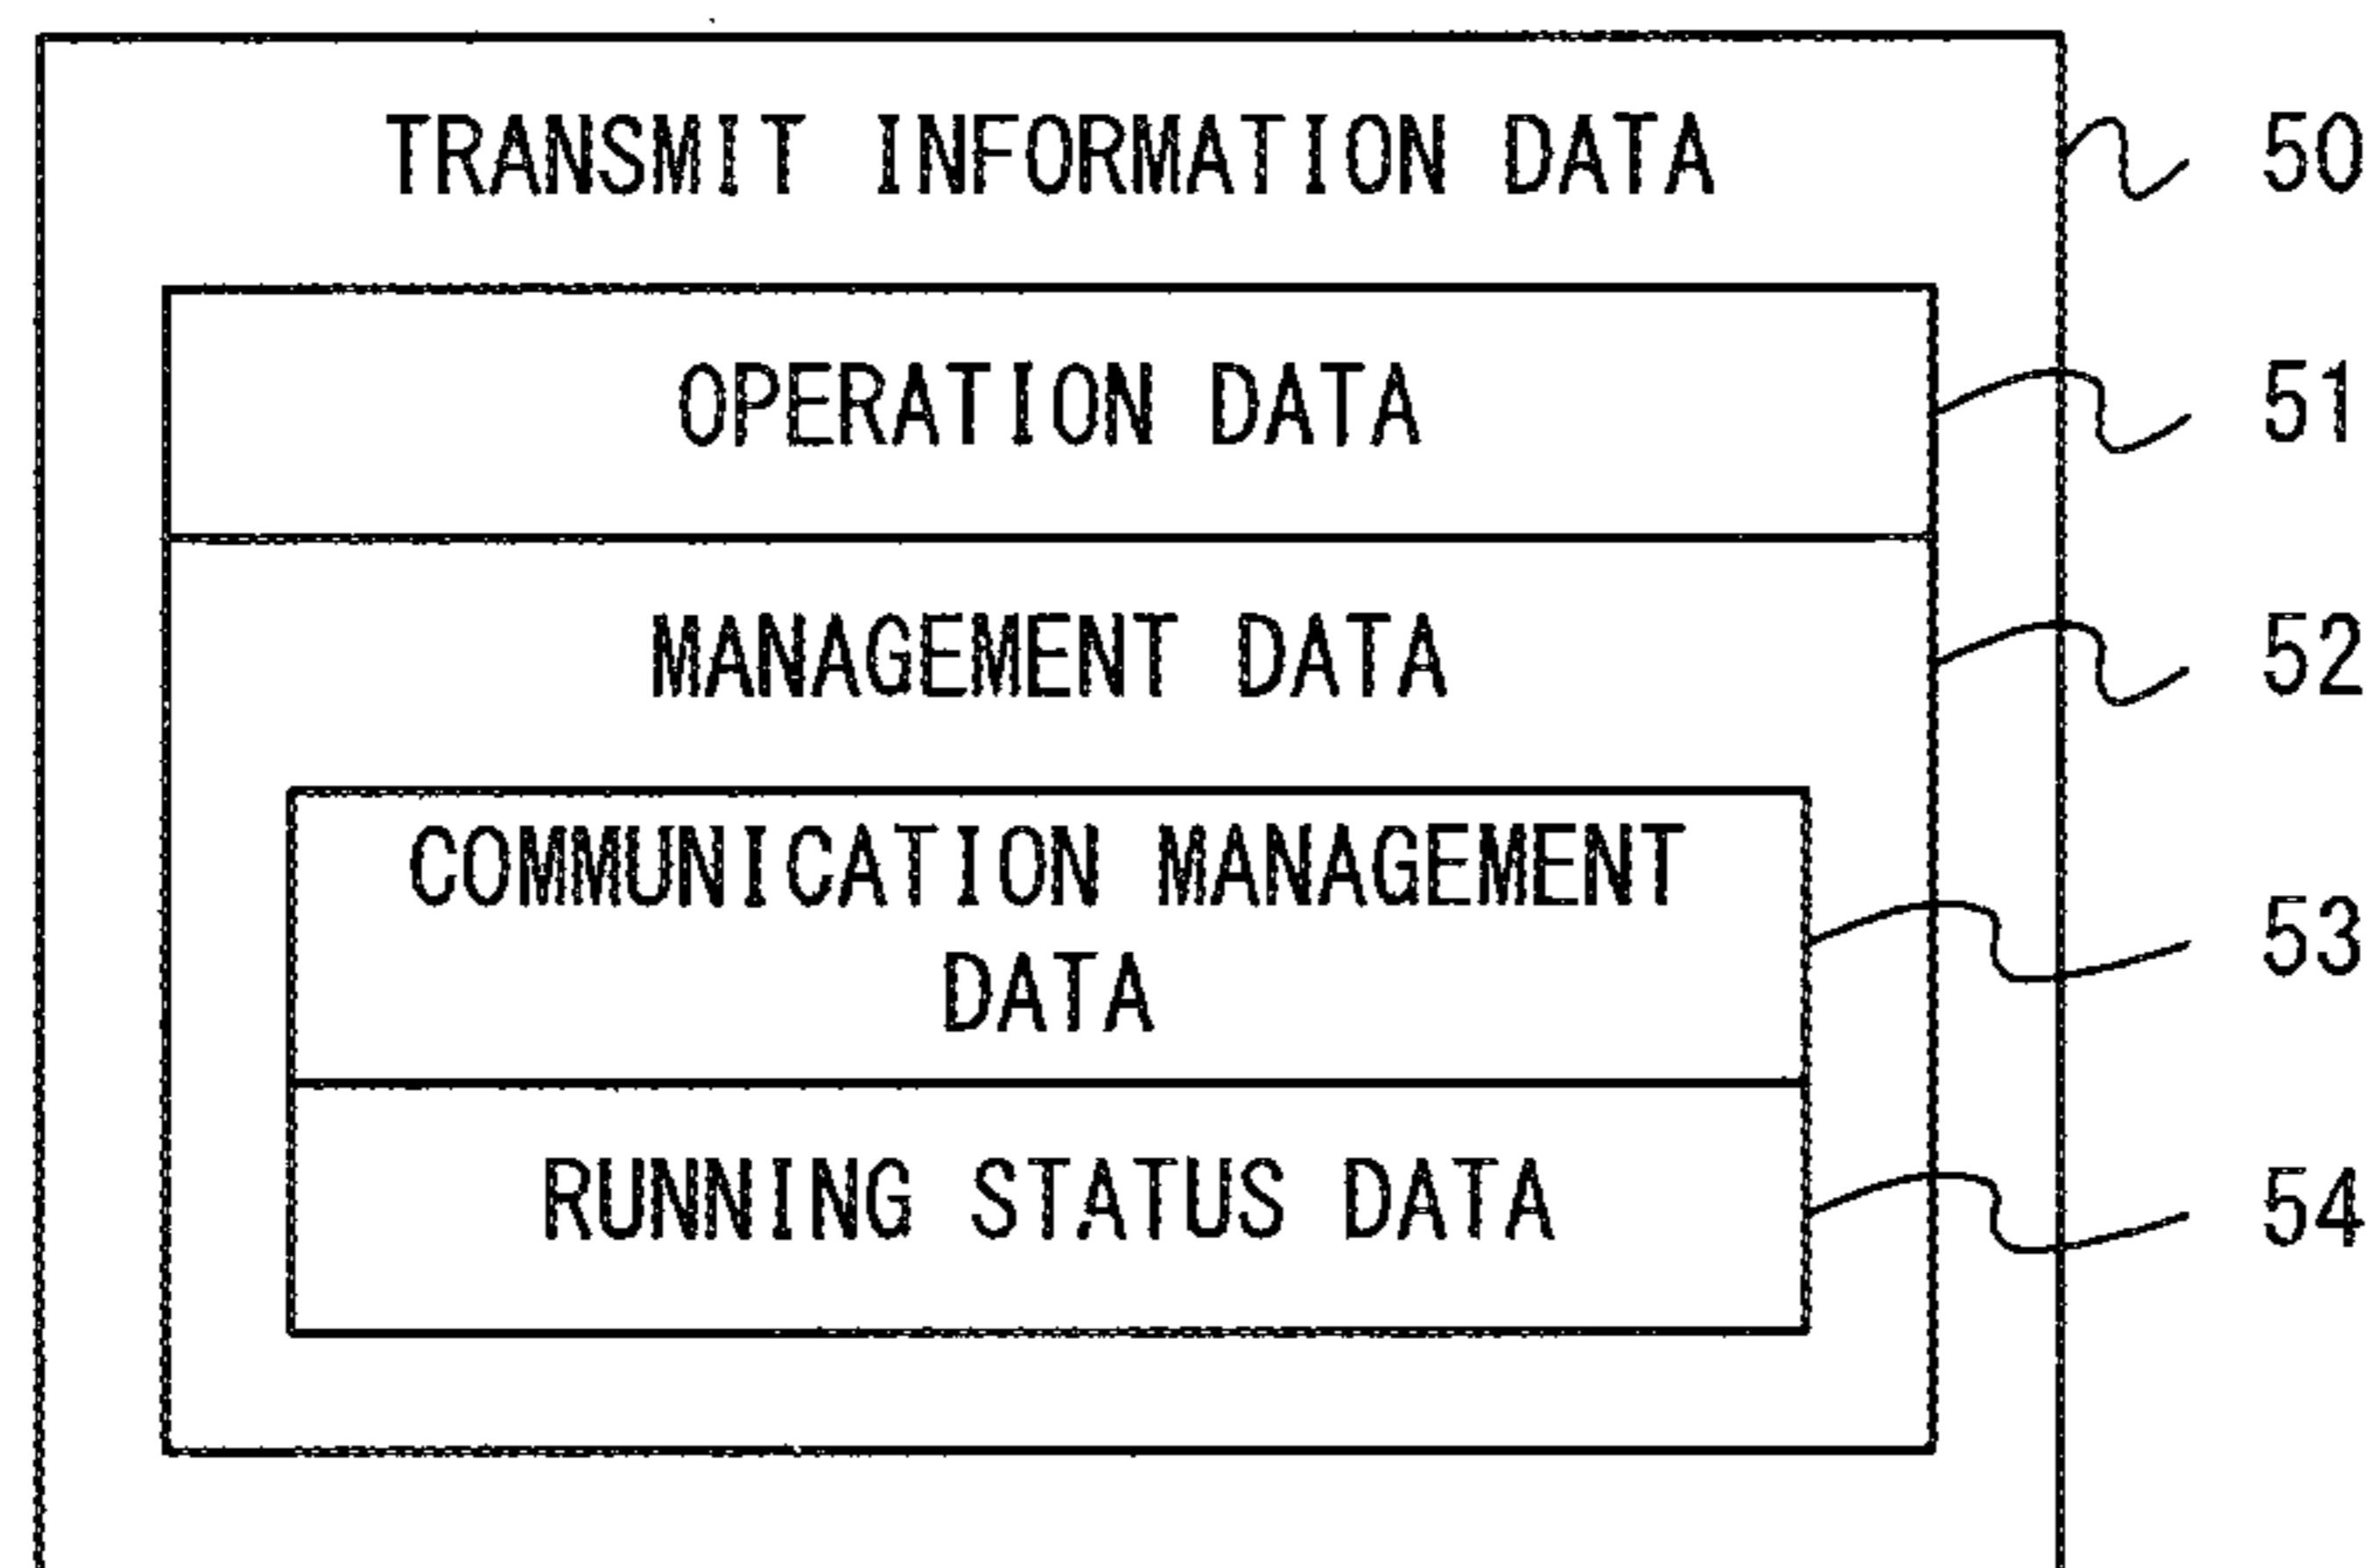 TRANSMIT INFORMATION DATA 50
OPERATION DATA 51
MANAGEMENT DATA 52
COMMUNICATION MANAGEMENT
DATA 53
RUNNING STATUS DATA 54